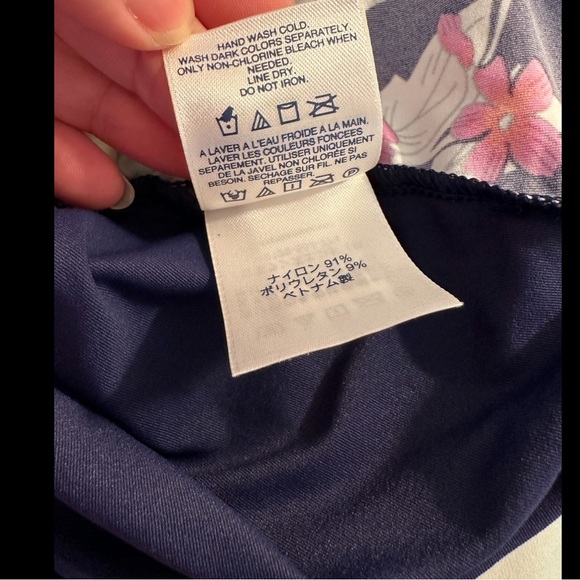 HAND WASH COLD.
WASH DARK COLORS SEPARATELY.
ONLY NON-CHLORINE BLEACH WHEN
NEEDED.
LINE DRY.
DO NOT IRON.
A LAVER A L'EAU FROIDE A LA MAIN.
LAVER LES COULEURS FONCEES
SEPAREMENT. UTILISER UNIQUEMENT
DE LA JAVEL NON CHLORÉ SI
BESOIN. SECHAGE SUR FIL. NE PAS
REPASSER.
ナイロン 91%
ポリウレタン 9%
ベトナム製